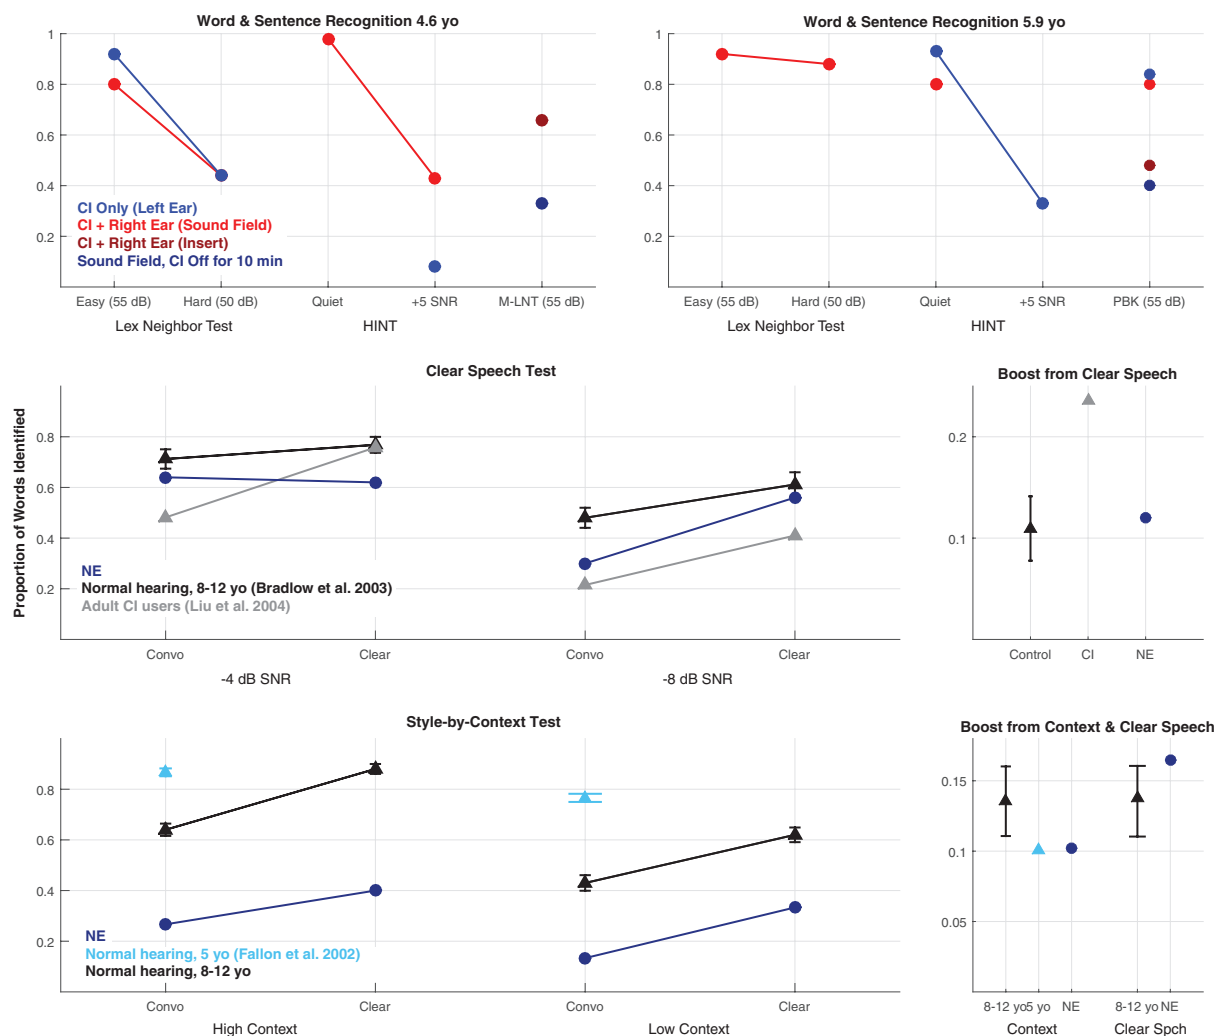 Word & Sentence Recognition 4.6 yo
1
0.8
0.6
0.4
0.2
CI Only (Left Ear)
CI + Right Ear (Sound Field)
CI + Right Ear (Insert)
Sound Field, CI Off for 10 min
Easy (55 dB) Hard (50 dB) Quiet +5 SNR M-LNT (55 dB)
Lex Neighbor Test HINT
Word & Sentence Recognition 5.9 yo
1
0.8
0.6
0.4
0.2
Easy (55 dB) Hard (50 dB) Quiet +5 SNR PBK (55 dB)
Lex Neighbor Test HINT
Proportion of Words Identified
Clear Speech Test
0.8
0.6
0.4
0.2
NE
Normal hearing, 8-12 yo (Bradlow et al. 2003)
Adult CI users (Liu et al. 2004)
Convo Clear Convo Clear
-4 dB SNR -8 dB SNR
Boost from Clear Speech
0.2
0.1
Control CI NE
Style-by-Context Test
0.8
0.6
0.4
0.2
NE
Normal hearing, 5 yo (Fallon et al. 2002)
Normal hearing, 8-12 yo
Convo Clear Convo Clear
High Context Low Context
Boost from Context & Clear Speech
0.15
0.1
0.05
8-12 yo 5 yo NE 8-12 yo NE
Context Clear Spch